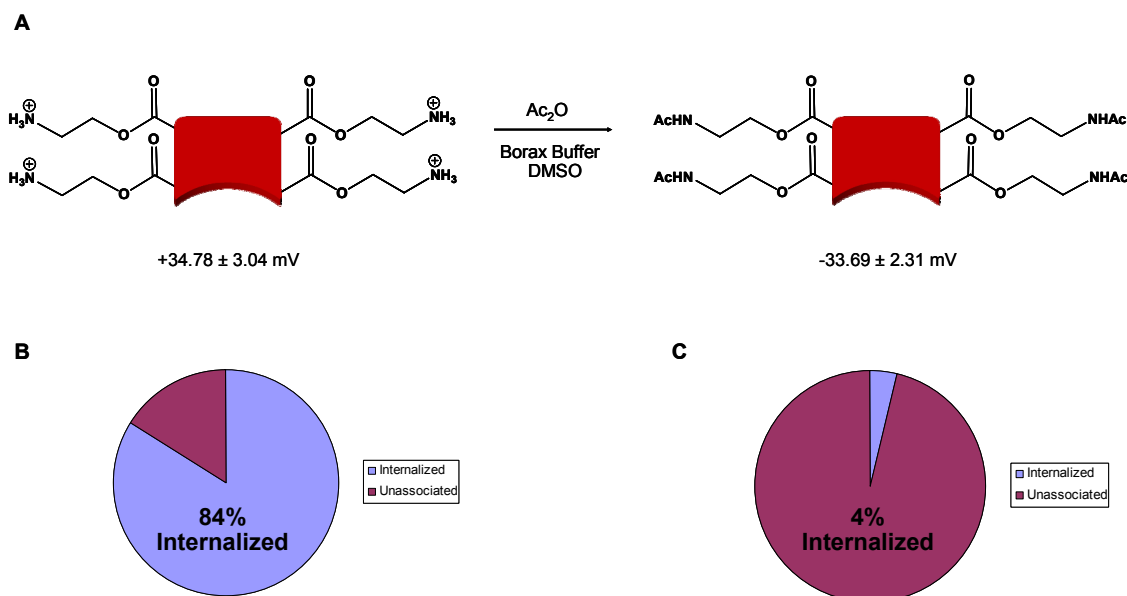 A
O
O
O
O
H3N
⊕
O
O
⊕
NH3
Ac2O
AcHN
O
O
NHAc
O
O
Borax Buffer
DMSO
O
O
H3N
⊕
O
O
⊕
NH3
AcHN
O
O
NHAc
+34.78 ± 3.04 mV
-33.69 ± 2.31 mV
B
C
Internalized
Unassociated
84%
Internalized
Internalized
Unassociated
4%
Internalized